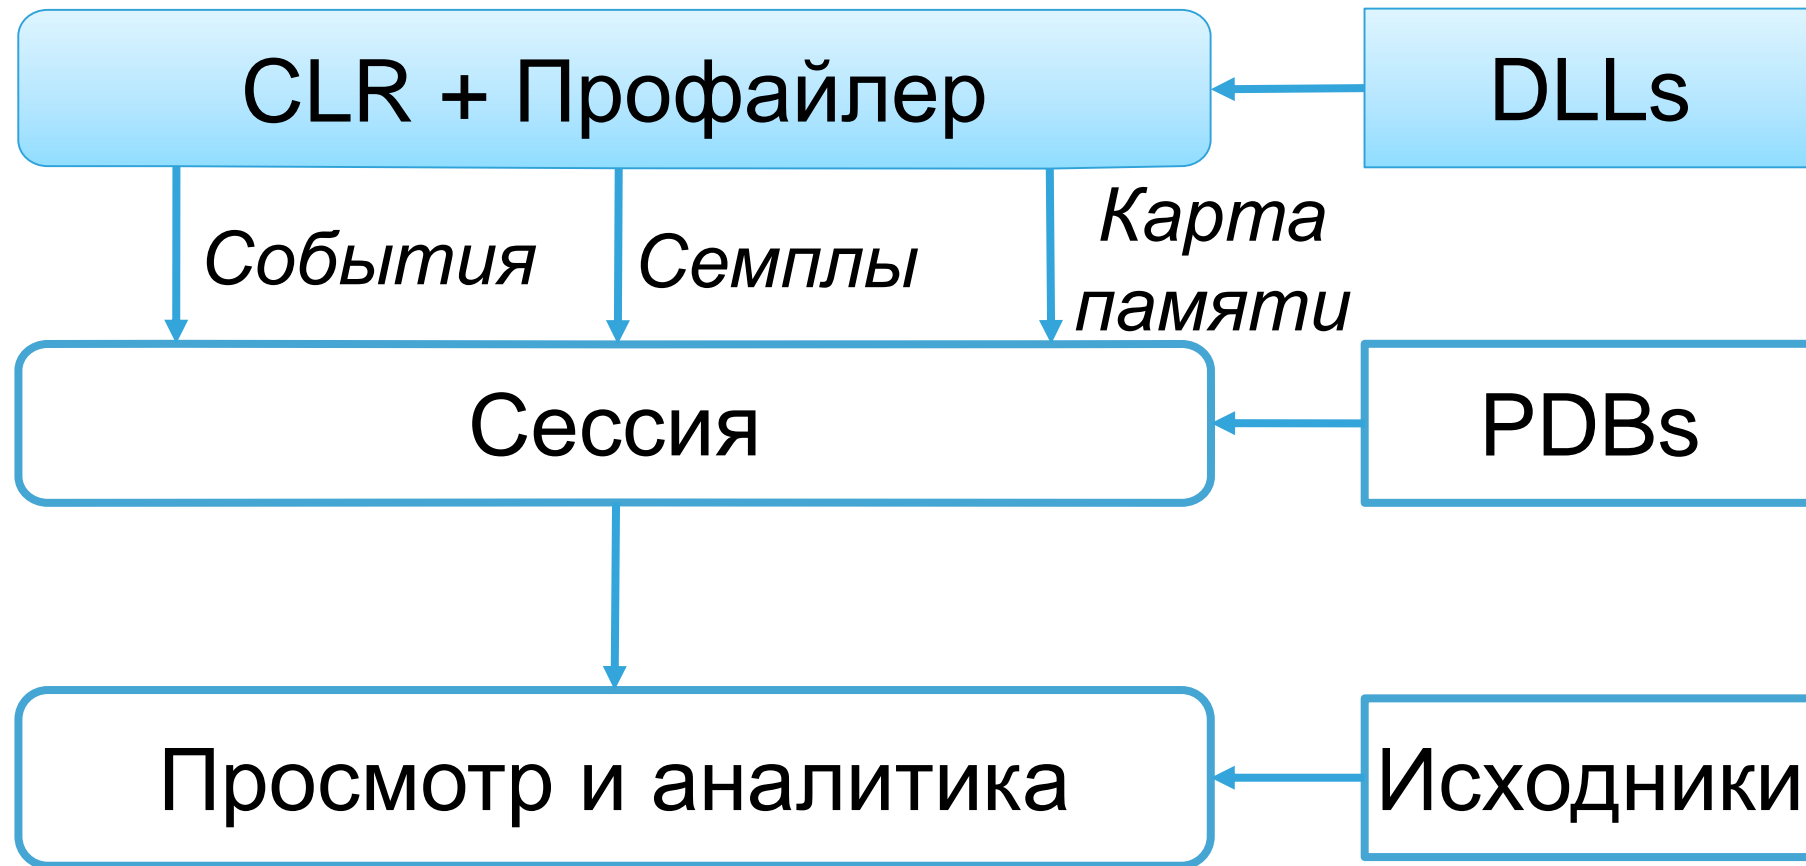 CLR + Профайлер
DLLs
События
Семплы
Карта
памяти
Сессия
PDBs
Просмотр и аналитика
Исходники